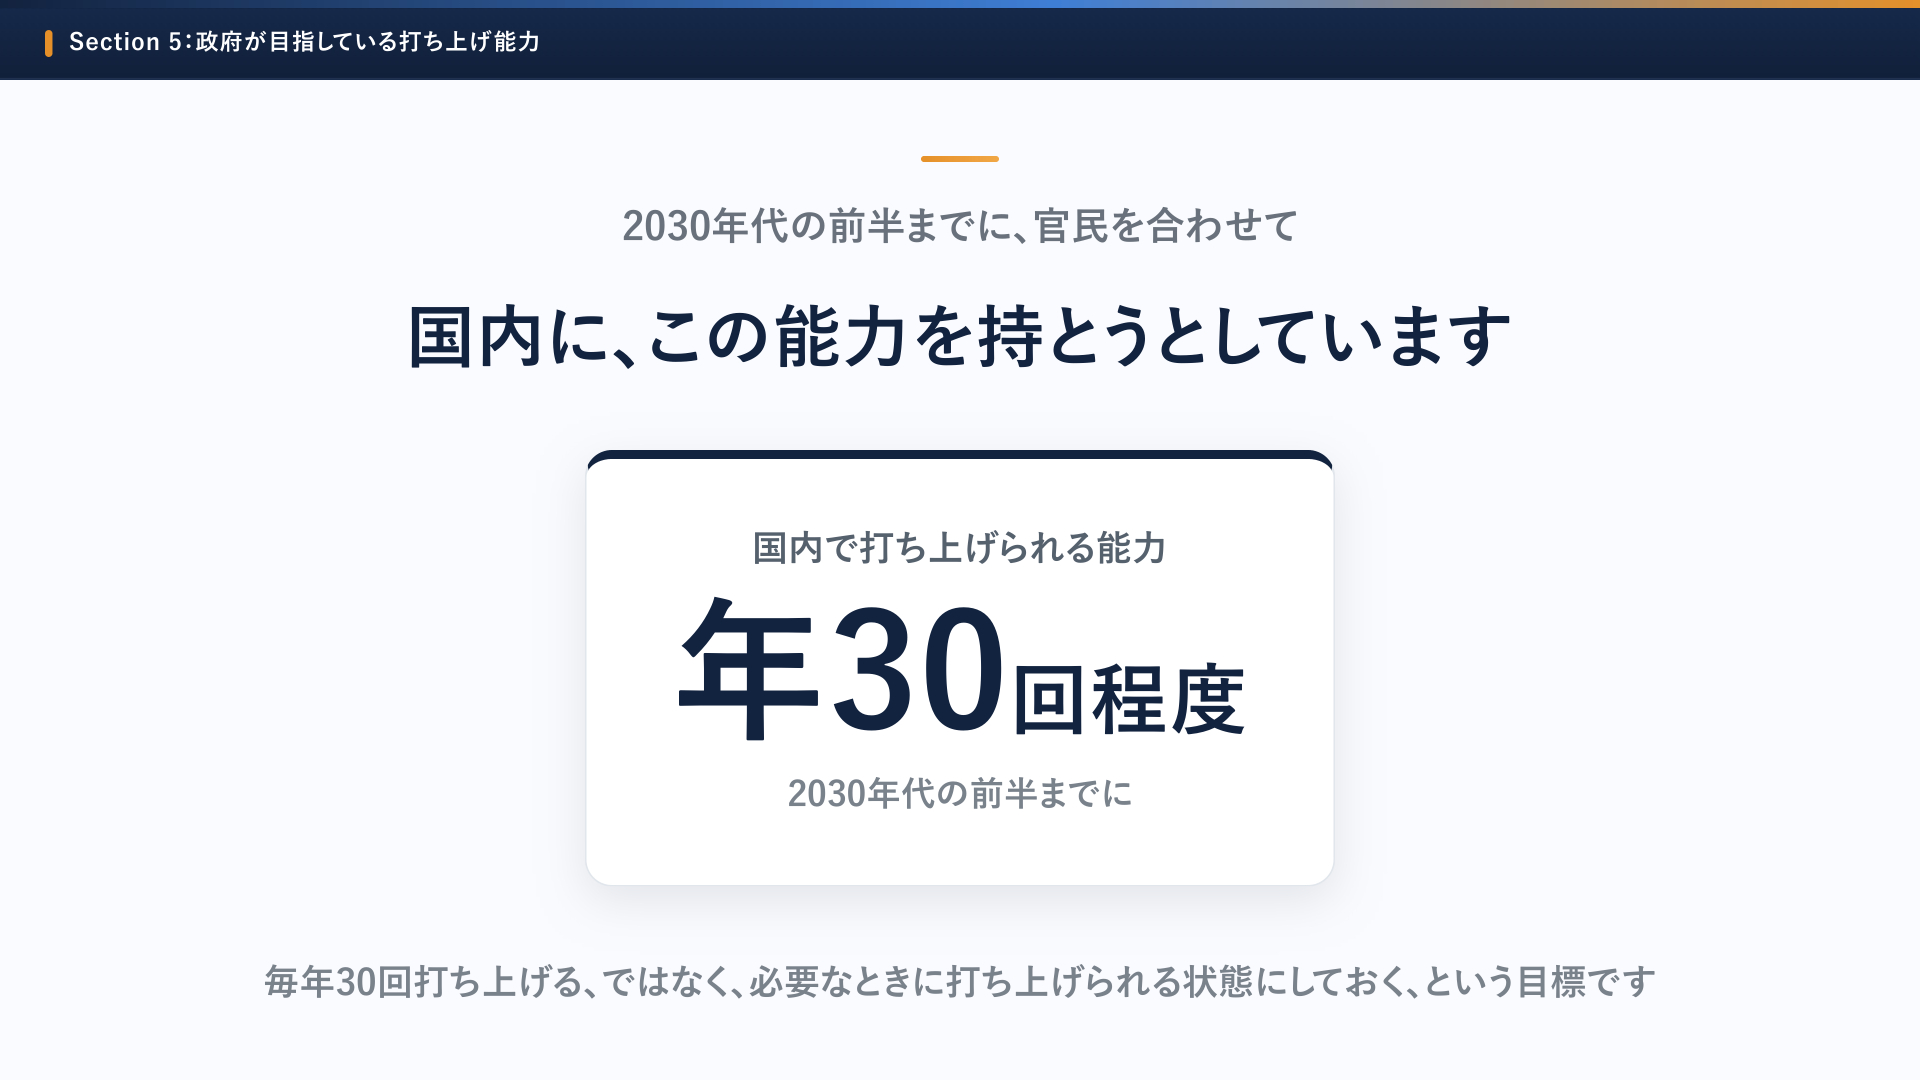 Section 5：政府が目指している打ち上げ能力
2030年代の前半までに、官民を合わせて
国内に、この能力を持とうとしています
国内で打ち上げられる能力
年30回程度
2030年代の前半までに
毎年30回打ち上げる、ではなく、必要なときに打ち上げられる状態にしておく、という目標です